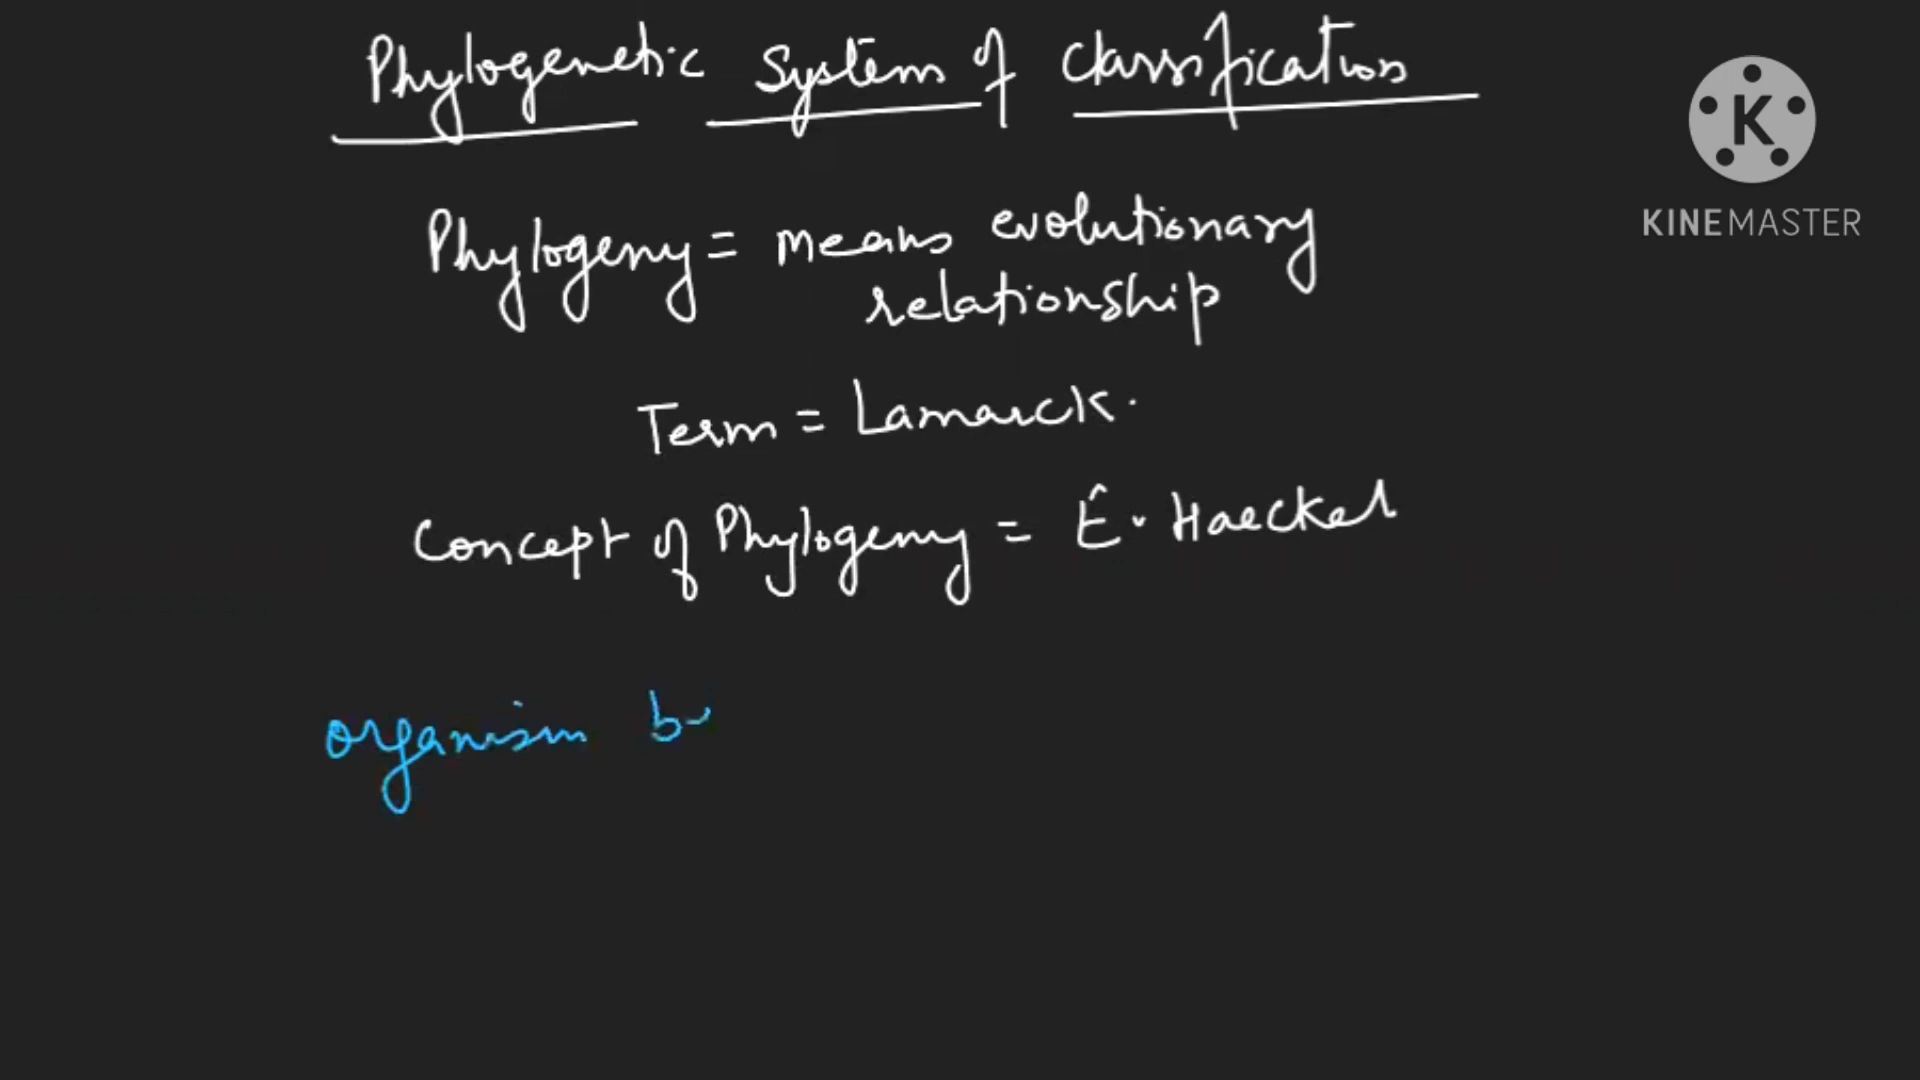 Phylogenetic System of Classification
Phylogeny = means evolutionary
relationship
Term = Lamarck.
Concept of Phylogeny = E. Haeckel
organism
K
KINEMASTER